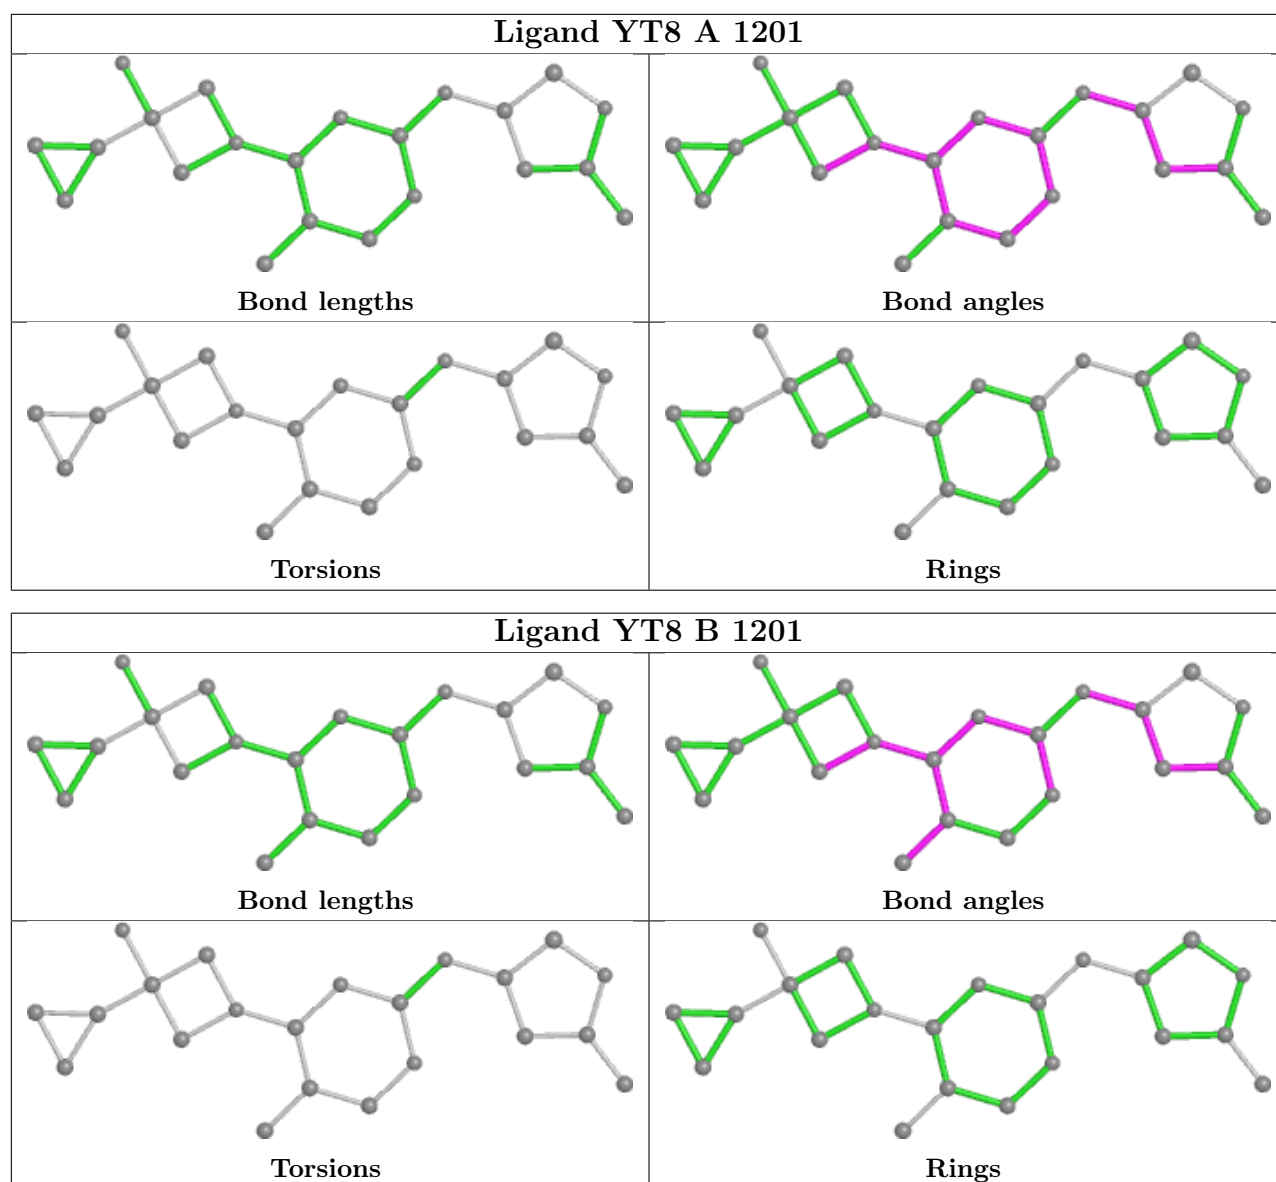 Ligand YT8 A 1201
Bond lengths
Bond angles
Torsions
Rings
Ligand YT8 B 1201
Bond lengths
Bond angles
Torsions
Rings